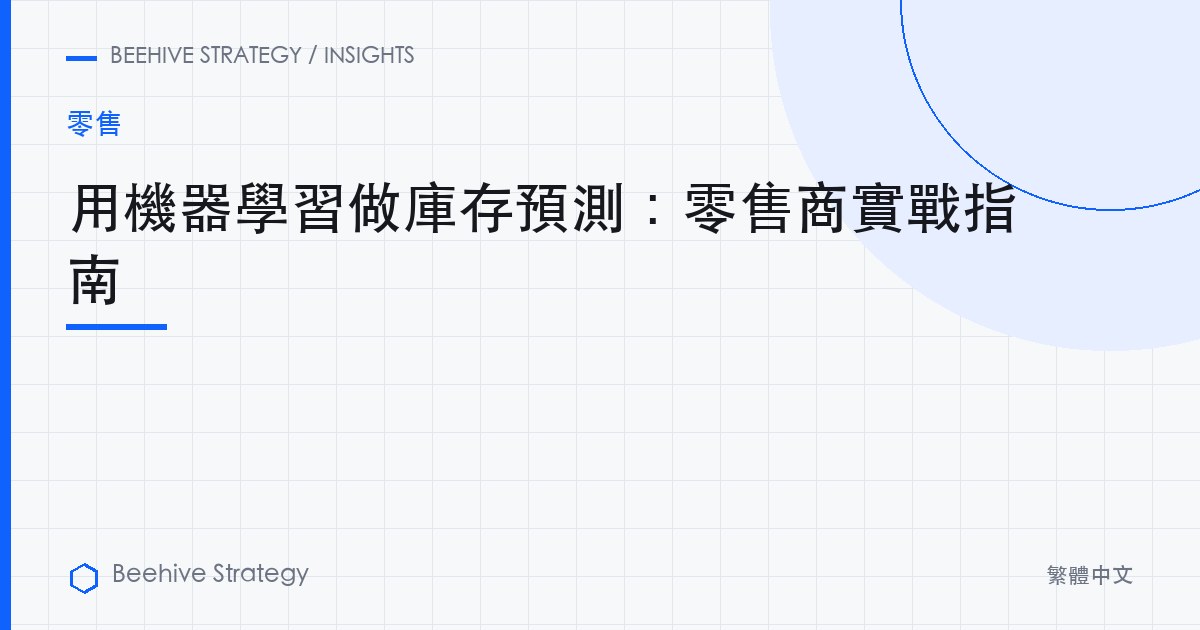 BEEHIVE STRATEGY / INSIGHTS
零售
用機器學習做庫存預測：零售商實戰指
南
Beehive Strategy
繁體中文